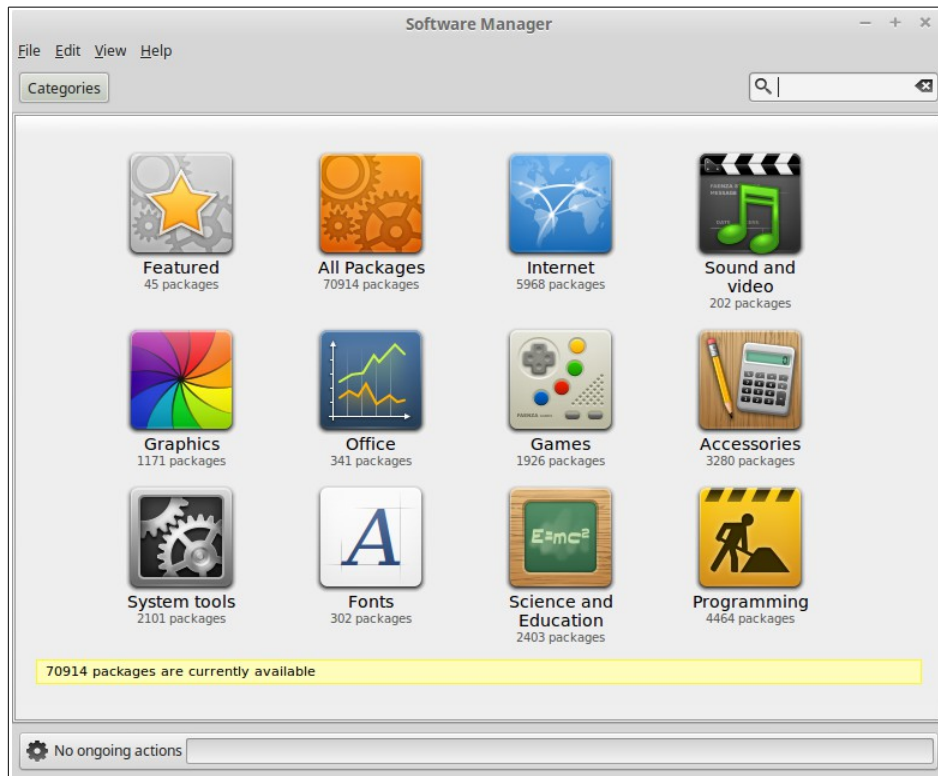 Software Manager
File Edit View Help
Categories
Featured
45 packages
All Packages
70914 packages
Internet
5968 packages
Sound and
video
202 packages
Graphics
1171 packages
Office
341 packages
Games
1926 packages
Accessories
3280 packages
System tools
2101 packages
Fonts
302 packages
E=mc²
Science and
Education
2403 packages
Programming
4464 packages
70914 packages are currently available
No ongoing actions